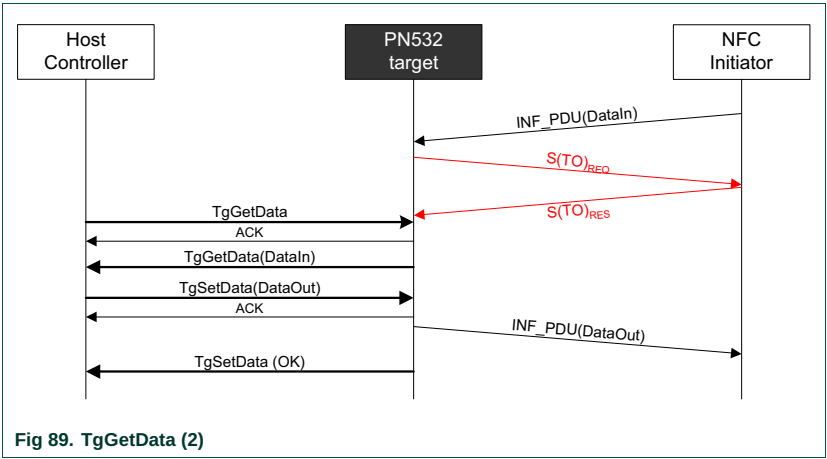 Host
Controller
PN532
target
NFC
Initiator
INF_PDU(DataIn)
S(TO)REQ
S(TO)RES
TgGetData
ACK
TgGetData(DataIn)
TgSetData(DataOut)
ACK
INF_PDU(DataOut)
TgSetData (OK)
Fig 89. TgGetData (2)